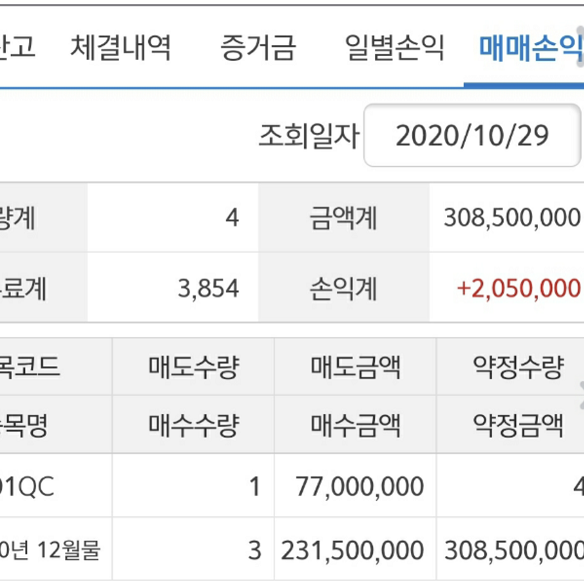 잔고 체결내역 증거금 일별손익 매매손익
조회일자 2020/10/29
량계 4 금액계 308,500,000
료계 3,854 손익계 +2,050,000
목코드 매도수량 매도금액 약정수량
목명 매수수량 매수금액 약정금액
01QC 1 77,000,000 4
0년 12월물 3 231,500,000 308,500,000